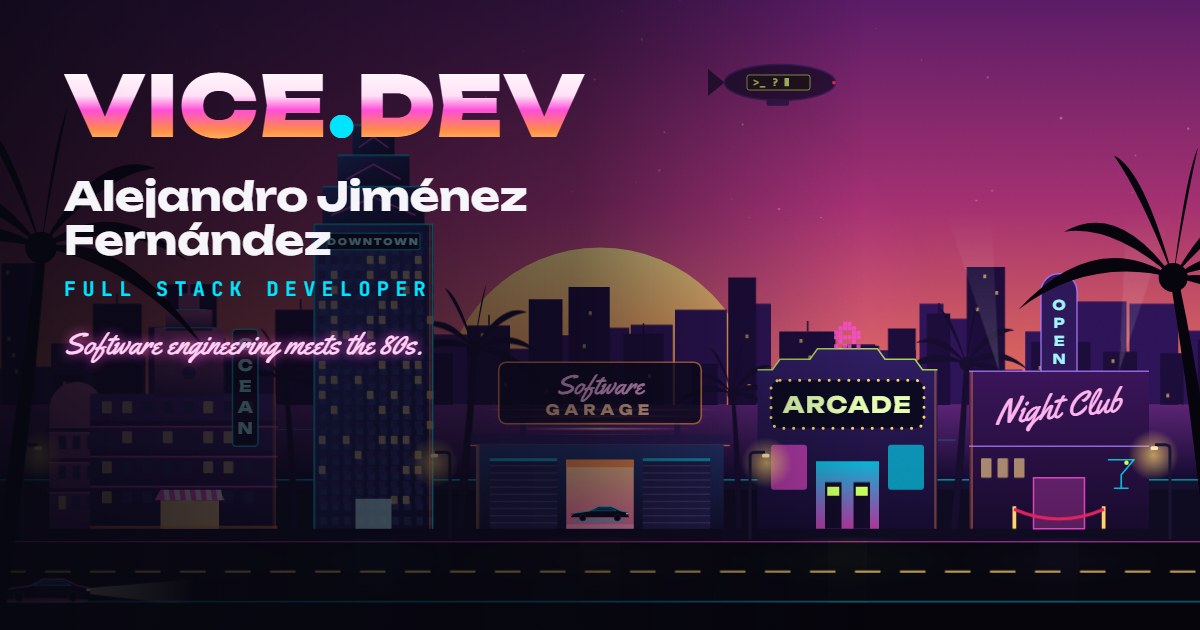 VICE.DEV
>_ ?
Alejandro Jiménez
Fernández
DOWNTOWN
FULL STACK DEVELOPER
Software engineering meets the 80s.
CEAN
OPEN
Software
GARAGE
ARCADE
Night Club